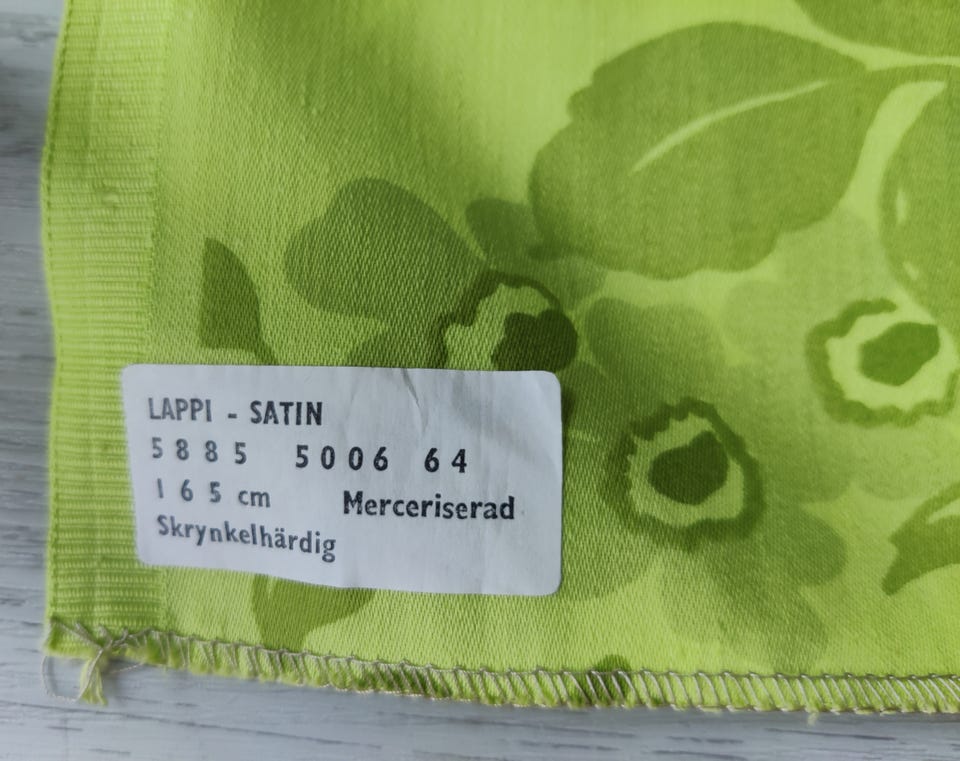 LAPPI - SATIN
5885 5006 64
165 cm Merceriserad
Skrynkelhärdig